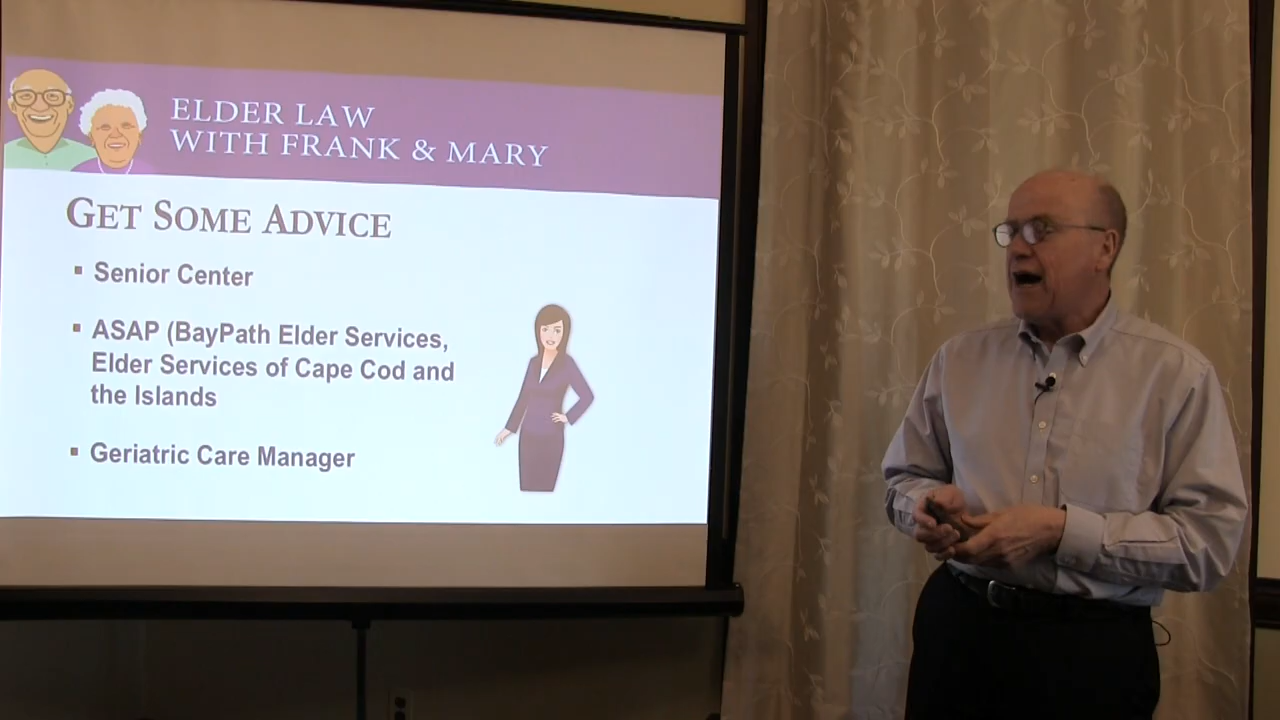 ELDER LAW
WITH FRANK & MARY
GET SOME ADVICE
▪ Senior Center
▪ ASAP (BayPath Elder Services,
Elder Services of Cape Cod and
the Islands
▪ Geriatric Care Manager